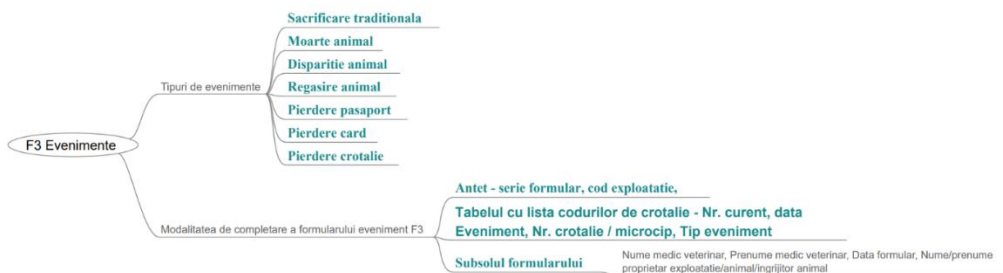 F3 Evenimente
Tipuri de evenimente
Sacrificare traditionala
Moarte animal
Disparitie animal
Regasire animal
Pierdere pasaport
Pierdere card
Pierdere crotalie
Modalitatea de completare a formularului eveniment F3
Antet - serie formular, cod exploatatie,
Tabelul cu lista codurilor de crotalie - Nr. curent, data
Eveniment, Nr. crotalie / microcip, Tip eveniment
Subsolul formularului
Nume medic veterinar, Prenume medic veterinar, Data formular, Nume/prenume
proprietar exploatatie/animal/ingrijitor animal